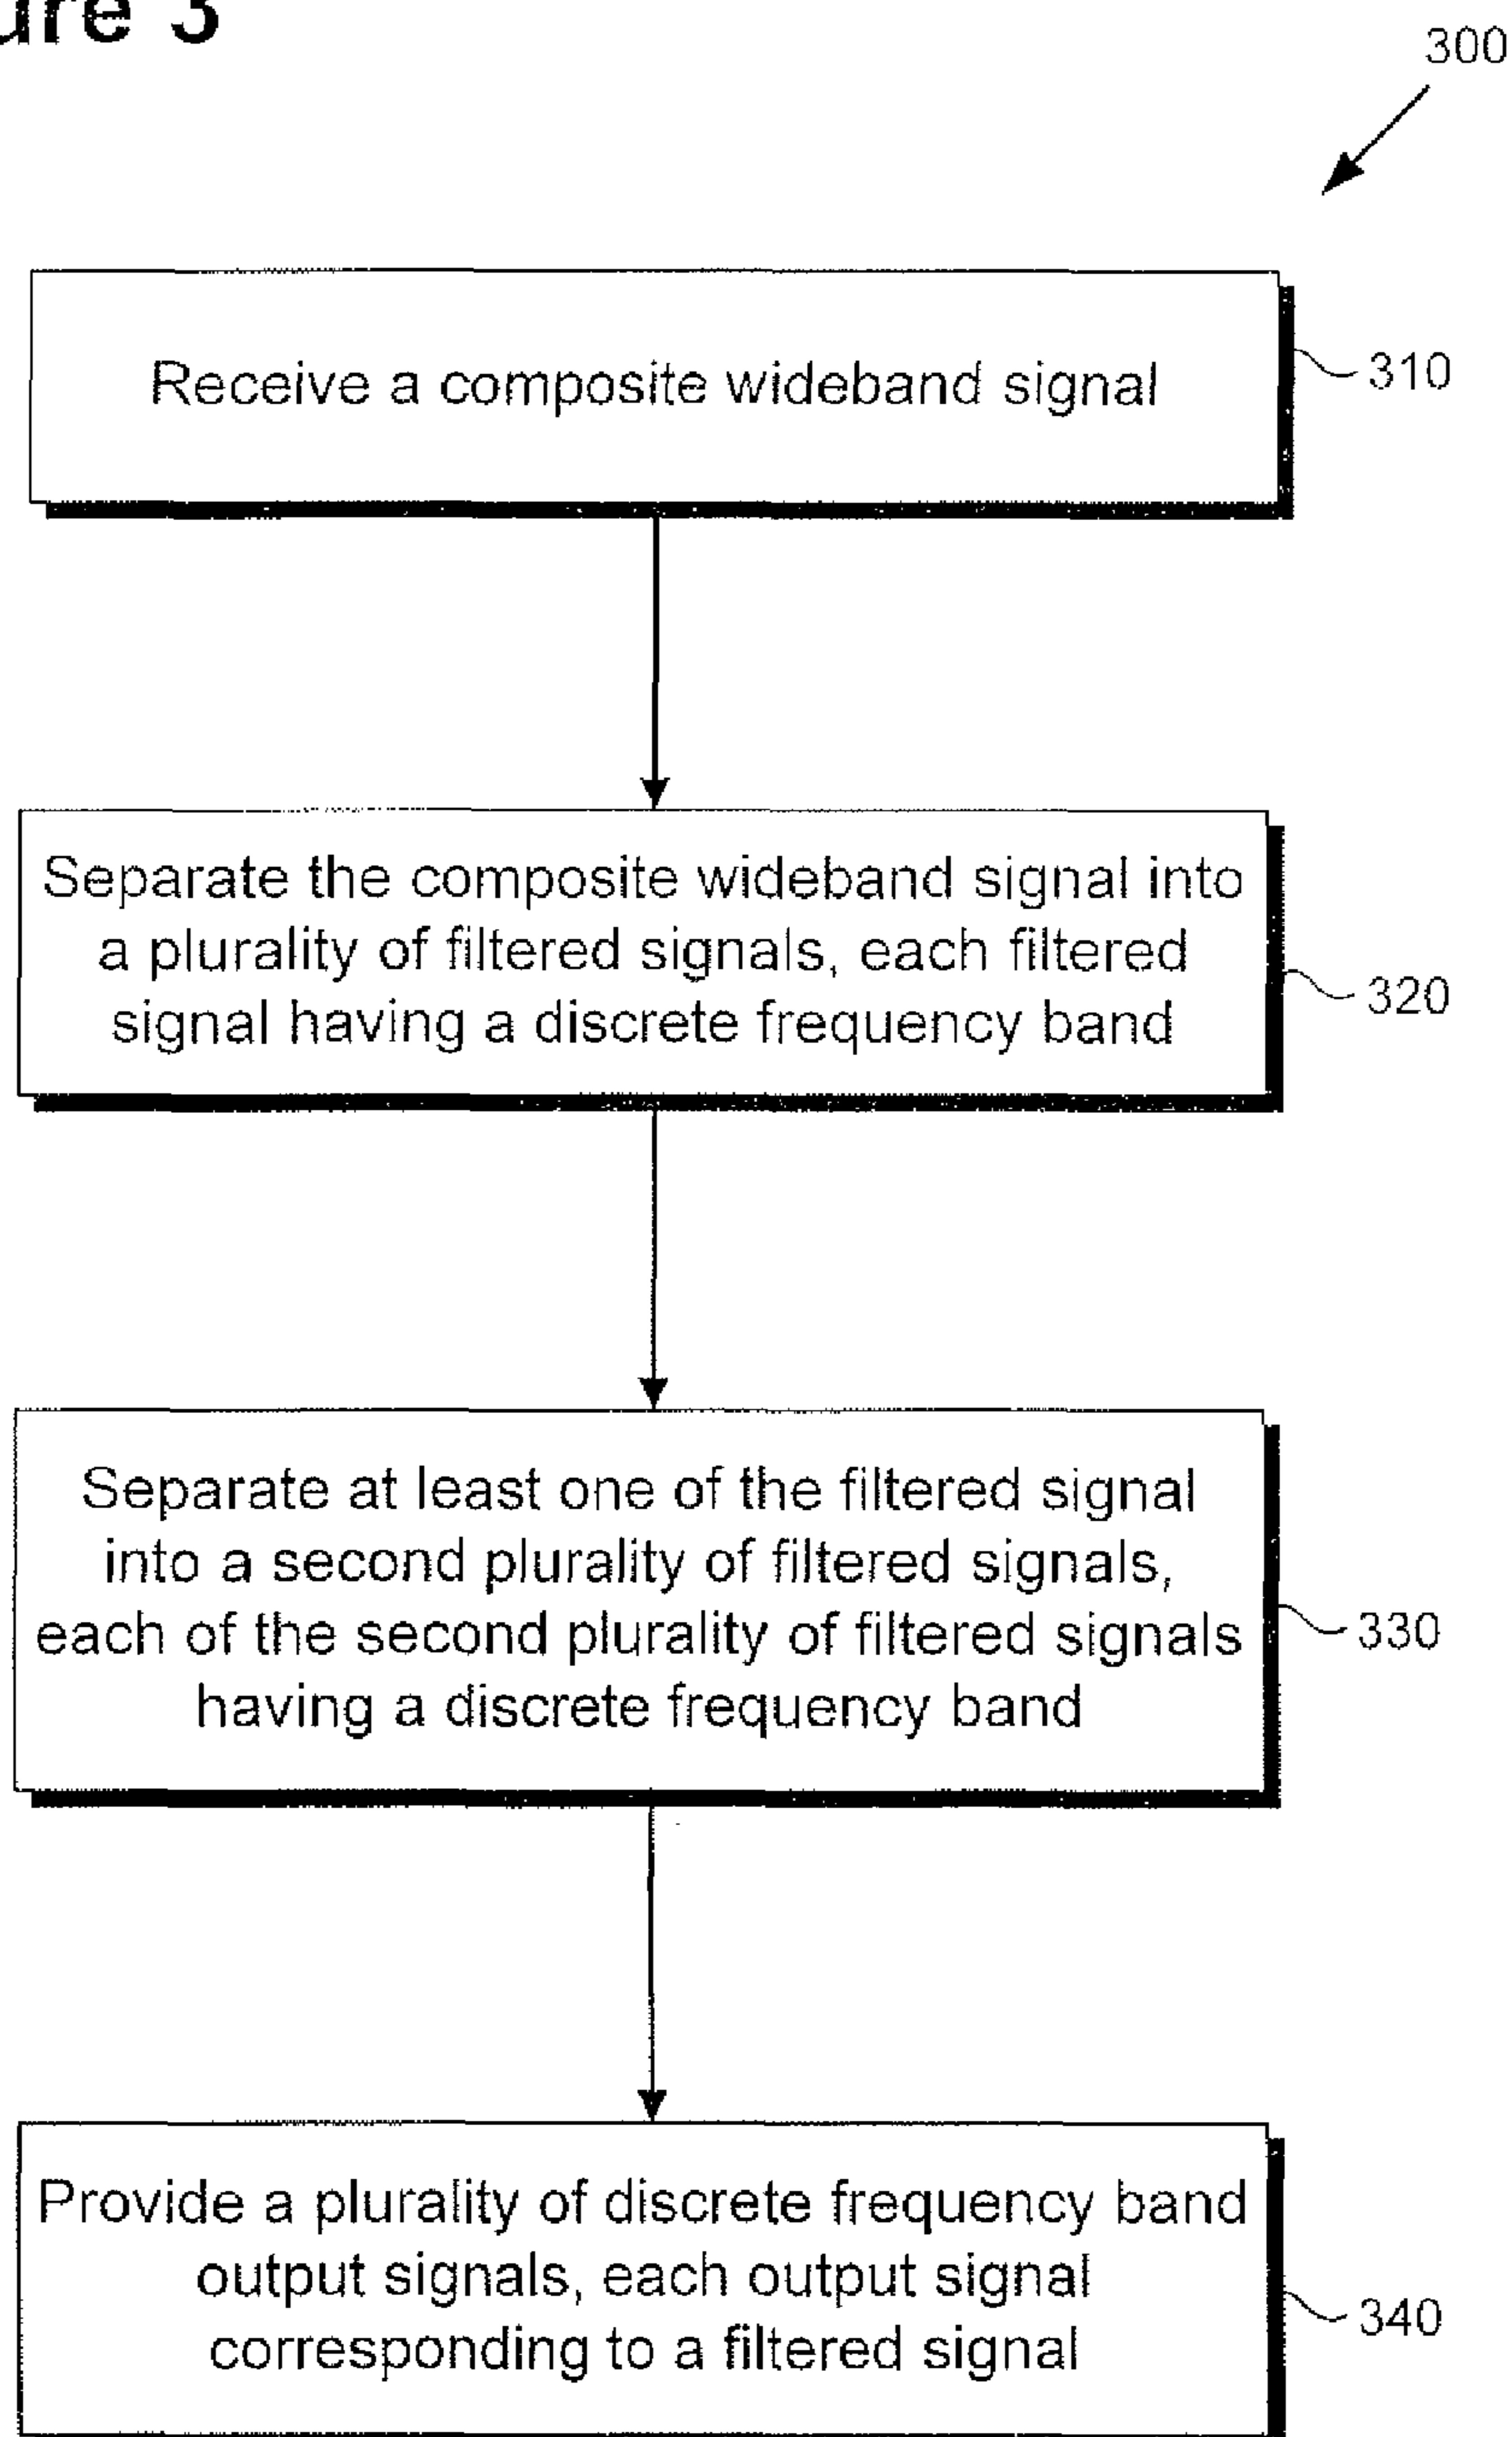 ure 3
300
Receive a composite wideband signal
310
Separate the composite wideband signal into
a plurality of filtered signals, each filtered
signal having a discrete frequency band
320
Separate at least one of the filtered signal
into a second plurality of filtered signals,
each of the second plurality of filtered signals
having a discrete frequency band
330
Provide a plurality of discrete frequency band
output signals, each output signal
corresponding to a filtered signal
340